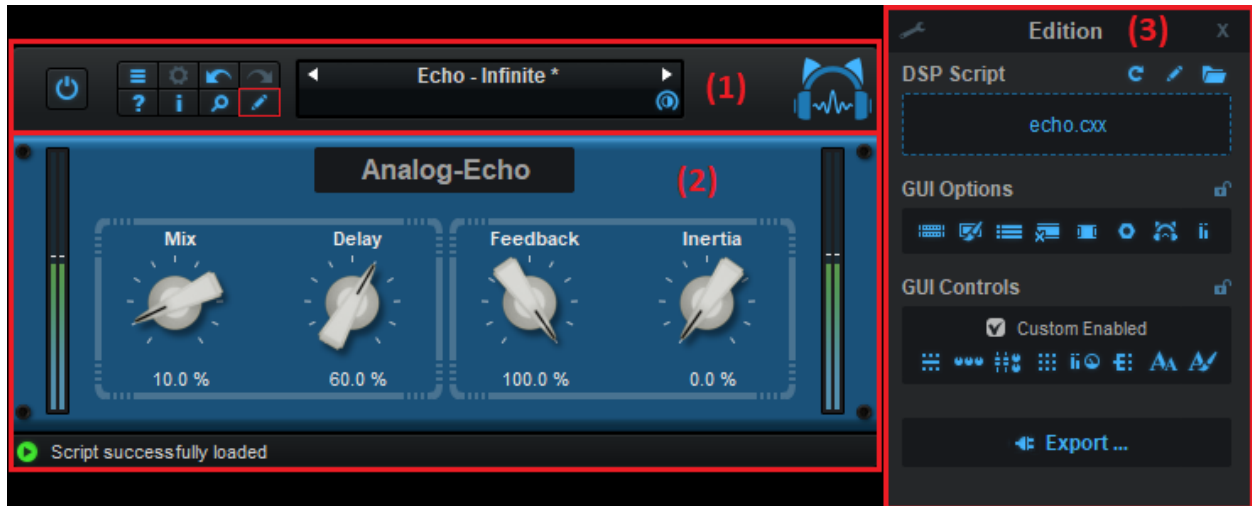 Echo - Infinite *
? i
(1)
Analog-Echo
(2)
Mix Delay Feedback Inertia
10.0 % 60.0 % 100.0 % 0.0 %
Script successfully loaded
Edition (3) X
DSP Script
echo.cxx
GUI Options
GUI Controls
Custom Enabled
Export ...